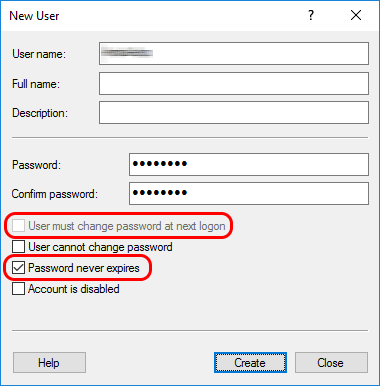 New User
User name:
Full name:
Description:
Password: ●●●●●●●●
Confirm password: ●●●●●●●●
User must change password at next logon
User cannot change password
Password never expires
Account is disabled
Help Create Close